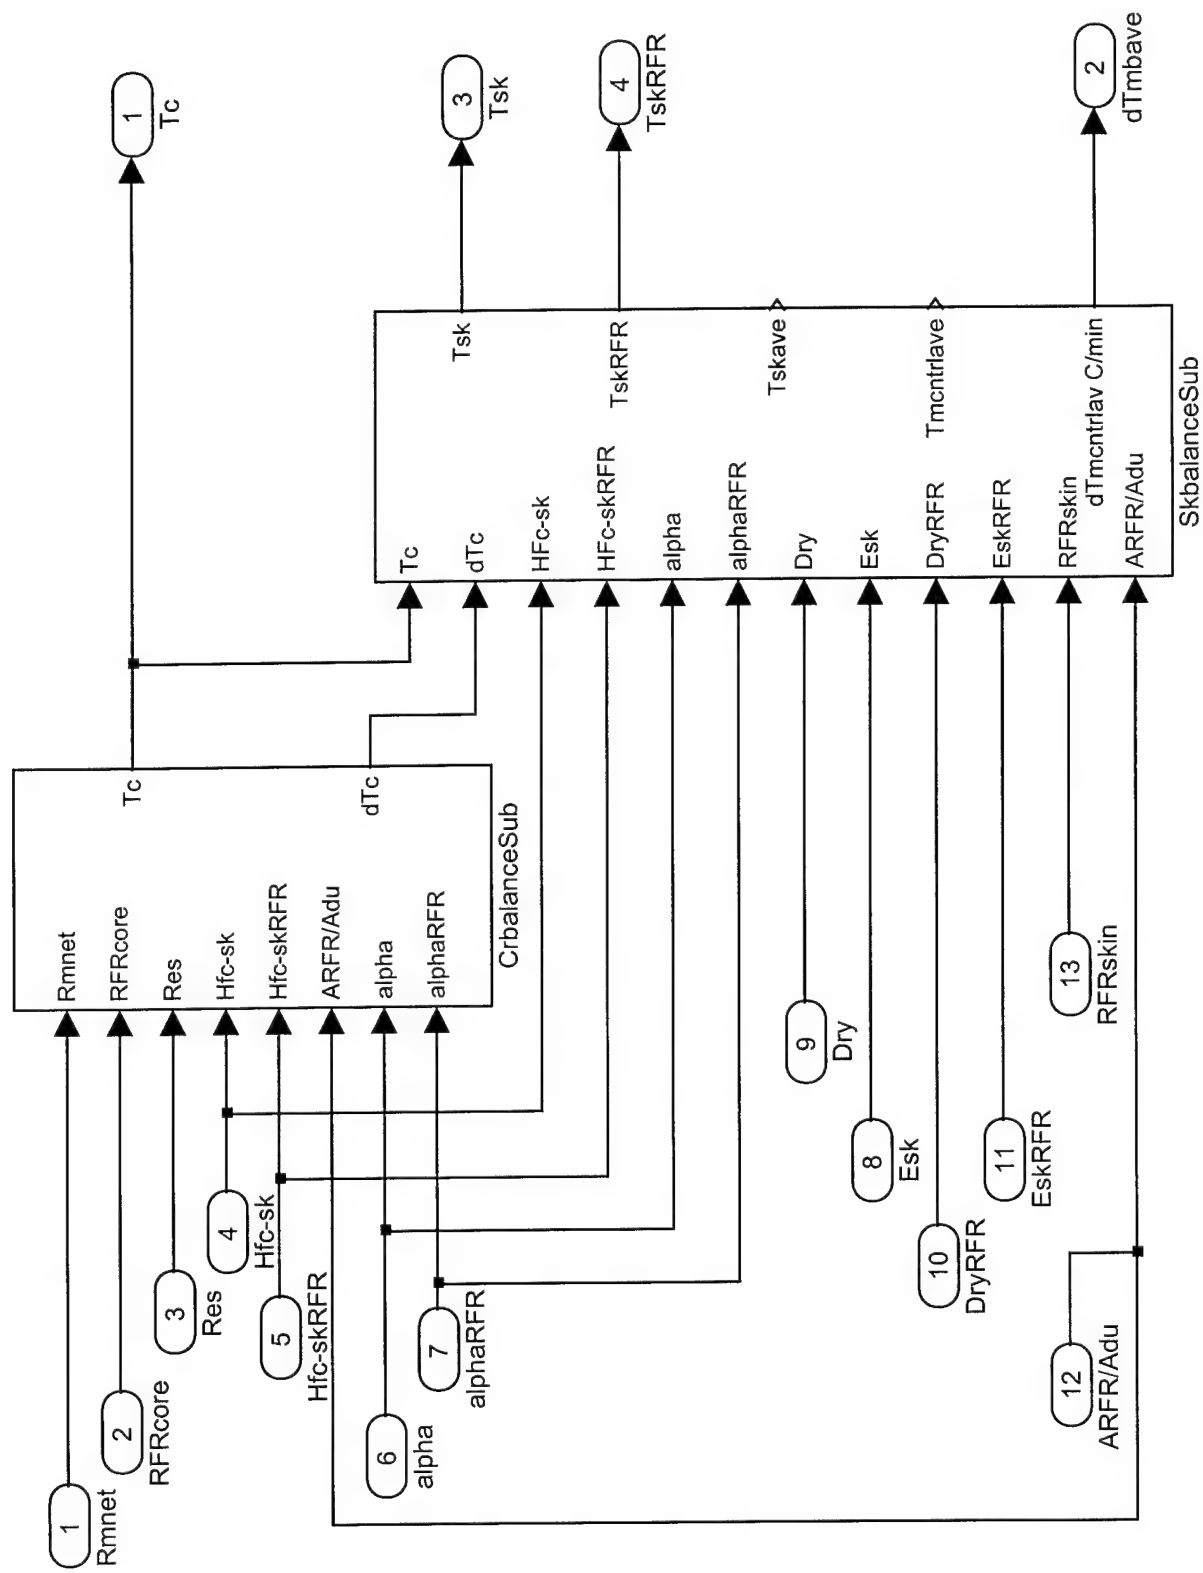 1
Rmnet
2
RFRcore
3
Res
4
Hfc-sk
5
Hfc-skRFR
6
alpha
7
alphaRFR
12
ARFR/Adu
10
DryRFR
8
Esk
11
EskRFR
9
Dry
13
RFRskin
Rmnet
RFRcore
Res
Hfc-sk
Hfc-skRFR
ARFR/Adu
alpha
alphaRFR
Tc
dTc
CrbalanceSub
Tc
dTc
HFc-sk
HFc-skRFR
alpha
alphaRFR
Dry
Esk
DryRFR
EskRFR
RFRskin
ARFR/Adu
Tsk
TskRFR
Tskave
Tmcntrlave
dTmcntrlav C/min
SkbalanceSub
1
Tc
3
Tsk
4
TskRFR
2
dTmbave